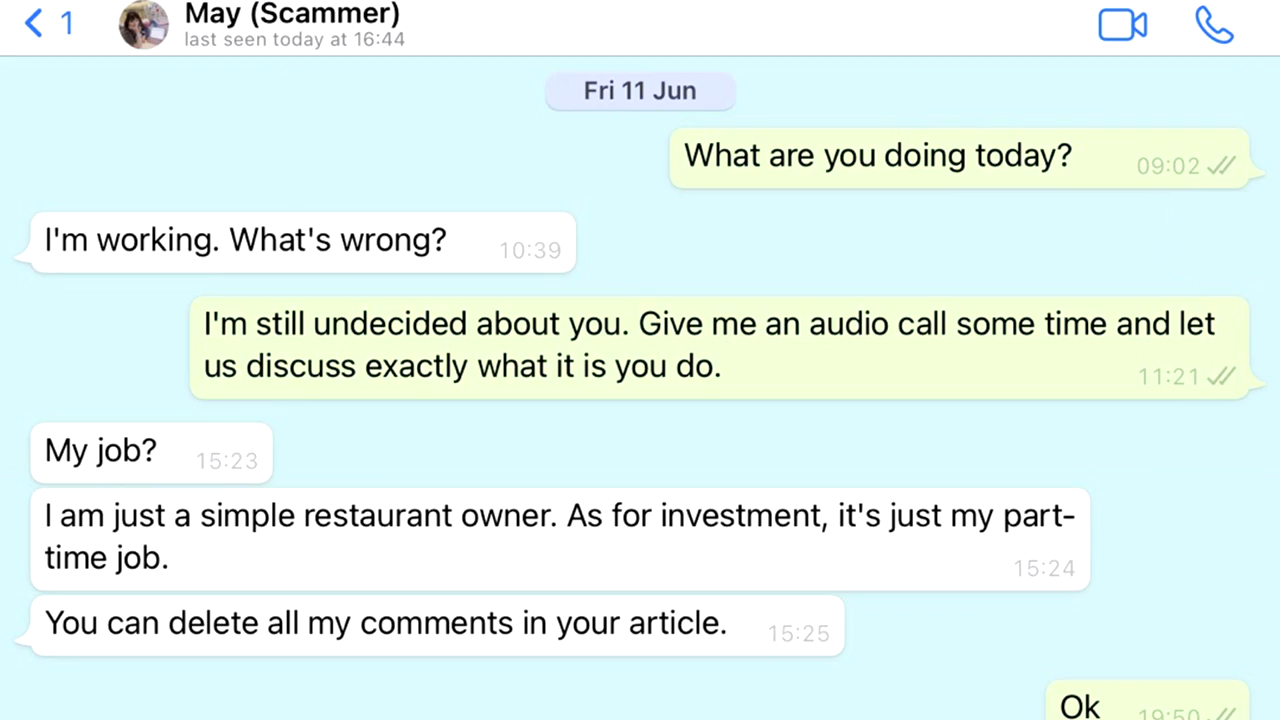 1
May (Scammer)
last seen today at 16:44
Fri 11 Jun
What are you doing today?
09:02
I'm working. What's wrong?
10:39
I'm still undecided about you. Give me an audio call some time and let
us discuss exactly what it is you do.
11:21
My job?
15:23
I am just a simple restaurant owner. As for investment, it's just my part-
time job.
15:24
You can delete all my comments in your article.
15:25
Ok
19:50